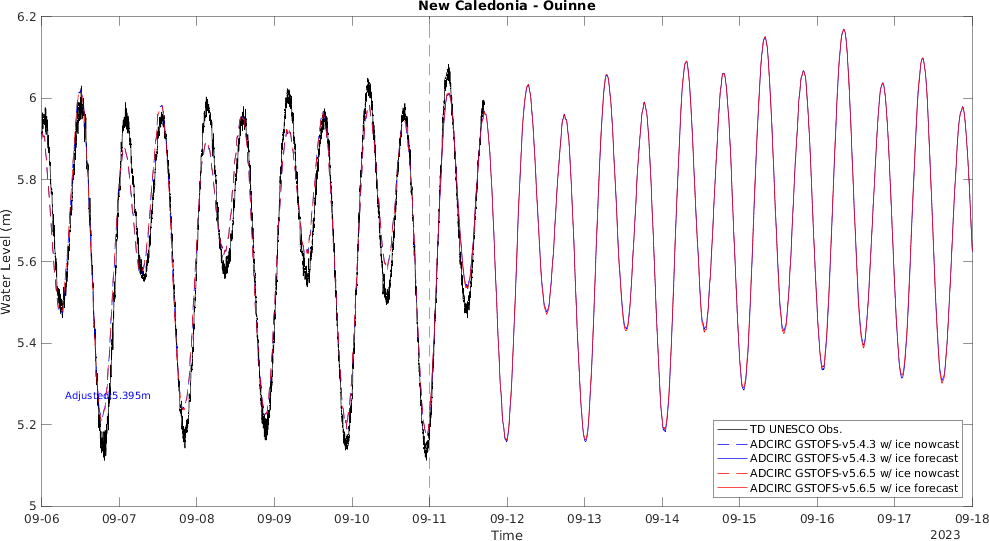 New Caledonia - Ouinne
6.2
6
5.8
5.6
5.4
5.2
5
Water Level (m)
Adjusted 5.395m
TD UNESCO Obs.
ADCIRC GSTOFS-v5.4.3 w/ ice nowcast
ADCIRC GSTOFS-v5.4.3 w/ ice forecast
ADCIRC GSTOFS-v5.6.5 w/ ice nowcast
ADCIRC GSTOFS-v5.6.5 w/ ice forecast
09-06 09-07 09-08 09-09 09-10 09-11 09-12 09-13 09-14 09-15 09-16 09-17 09-18
Time
2023